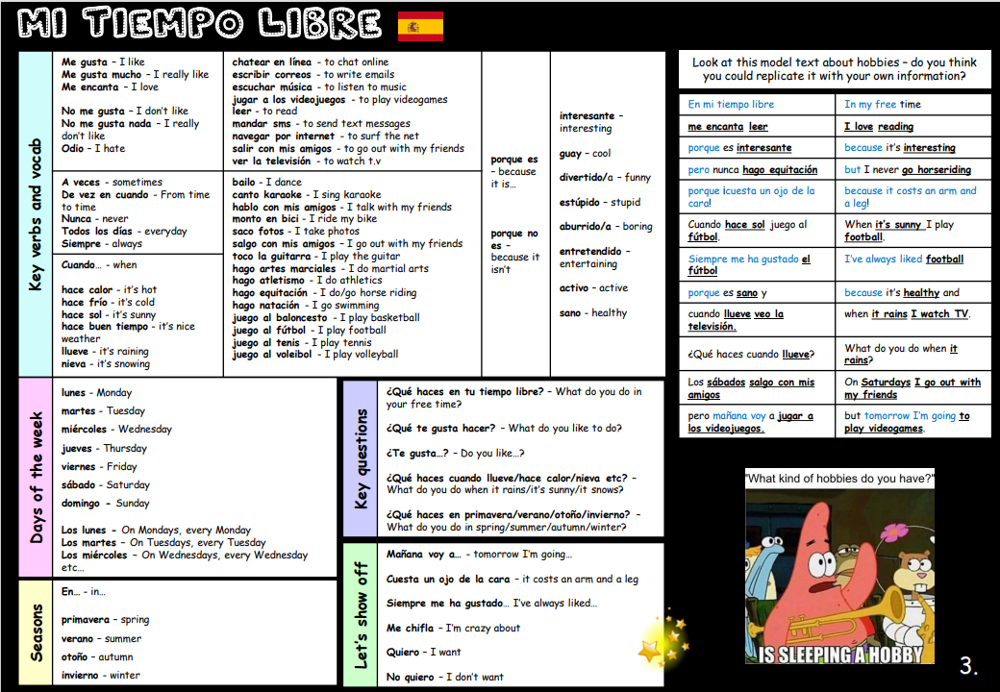 MI TIEMPO LIBRE
Key verbs and vocab
Me gusta – I like
Me gusta mucho – I really like
Me encanta – I love
No me gusta – I don't like
No me gusta nada – I really
don't like
Odio – I hate
A veces - sometimes
De vez en cuando - From time
to time
Nunca - never
Todos los días - everyday
Siempre - always
Cuando… - when
hace calor - it's hot
hace frío - it's cold
hace sol - it's sunny
hace buen tiempo - it's nice
weather
llueve - it's raining
nieva - it's snowing
chatear en línea - to chat online
escribir correos - to write emails
escuchar música - to listen to music
jugar a los videojuegos - to play videogames
leer - to read
mandar sms - to send text messages
navegar por internet - to surf the net
salir con mis amigos - to go out with my friends
ver la televisión - to watch t.v
bailo - I dance
canto karaoke - I sing karaoke
hablo con mis amigos - I talk with my friends
monto en bici - I ride my bike
saco fotos - I take photos
salgo con mis amigos - I go out with my friends
toco la guitarra - I play the guitar
hago artes marciales - I do martial arts
hago atletismo - I do athletics
hago equitación - I do/go horse riding
hago natación - I go swimming
juego al baloncesto - I play basketball
juego al fútbol - I play football
juego al tenis - I play tennis
juego al voleibol - I play volleyball
porque es
– because
it is…
porque no
es –
because it
isn't
interesante –
interesting
guay – cool
divertido/a – funny
estúpido – stupid
aburrido/a – boring
entretendido –
entertaining
activo – active
sano - healthy
Days of the week
lunes - Monday
martes - Tuesday
miércoles - Wednesday
jueves - Thursday
viernes - Friday
sábado - Saturday
domingo - Sunday
Los lunes – On Mondays, every Monday
Los martes – On Tuesdays, every Tuesday
Los miércoles – On Wednesdays, every Wednesday
etc…
Seasons
En… - in…
primavera – spring
verano – summer
otoño – autumn
invierno - winter
Key questions
¿Qué haces en tu tiempo libre? – What do you do in
your free time?
¿Qué te gusta hacer? – What do you like to do?
¿Te gusta…? – Do you like…?
¿Qué haces cuando llueve/hace calor/nieva etc? –
What do you do when it rains/it's sunny/it snows?
¿Qué haces en primavera/verano/otoño/invierno? –
What do you do in spring/summer/autumn/winter?
Let's show off
Mañana voy a… - tomorrow I'm going…
Cuesta un ojo de la cara – it costs an arm and a leg
Siempre me ha gustado… I've always liked…
Me chifla – I'm crazy about
Quiero – I want
No quiero – I don't want
Look at this model text about hobbies – do you think
you could replicate it with your own information?
En mi tiempo libre
In my free time
me encanta leer
I love reading
porque es interesante
because it's interesting
pero nunca hago equitación
but I never go horseriding
porque ¡cuesta un ojo de la
cara!
because it costs an arm and
a leg!
Cuando hace sol juego al
fútbol.
When it's sunny I play
football.
Siempre me ha gustado el
fútbol
I've always liked football
porque es sano y
because it's healthy and
cuando llueve veo la
televisión.
when it rains I watch TV.
¿Qué haces cuando llueve?
What do you do when it
rains?
Los sábados salgo con mis
amigos
On Saturdays I go out with
my friends
pero mañana voy a jugar a
los videojuegos.
but tomorrow I'm going to
play videogames.
"What kind of hobbies do you have?"
IS SLEEPING A HOBBY
3.